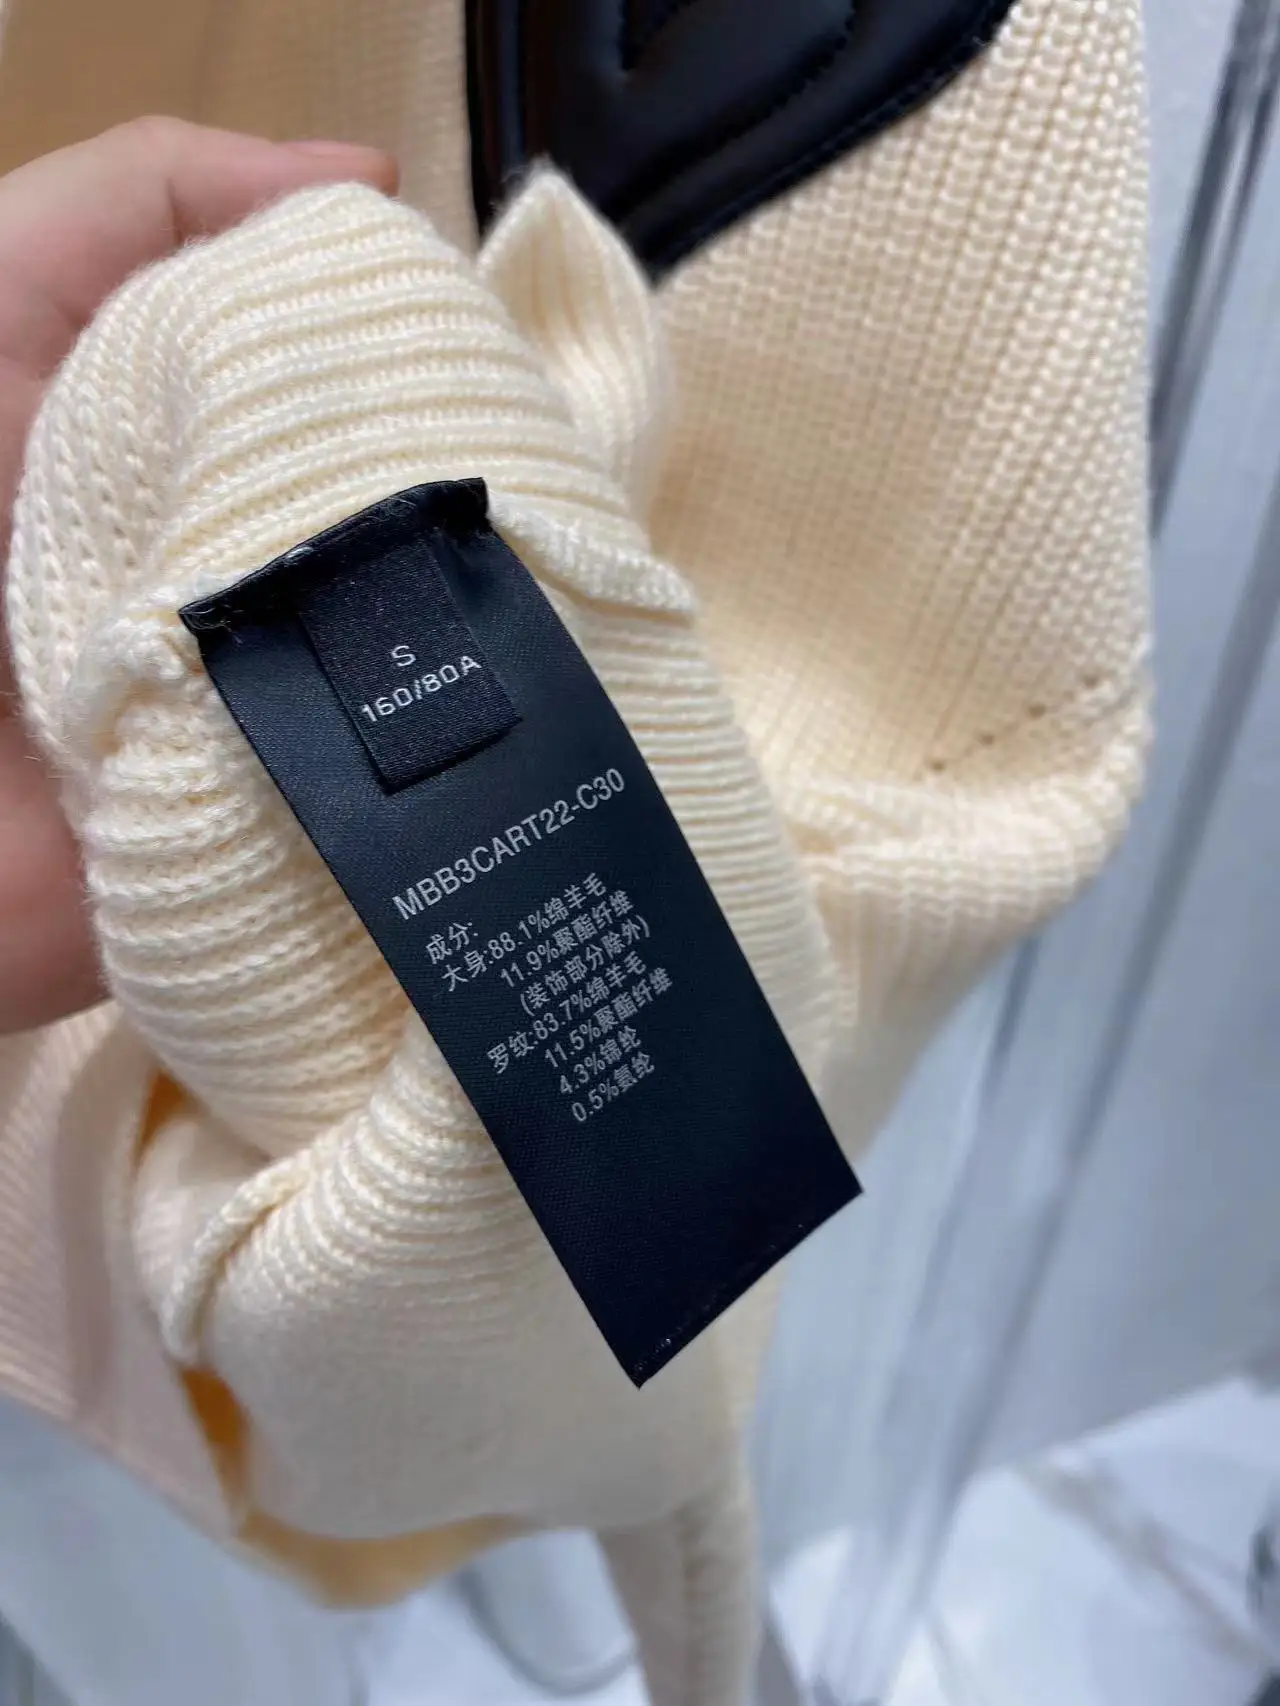 S
160/80A
MBB3CART22-C30
成分:
大身:88.1%绵羊毛
11.9%聚酯纤维
(装饰部分除外)
罗纹:83.7%绵羊毛
11.5%聚酯纤维
4.3%锦纶
0.5%氨纶